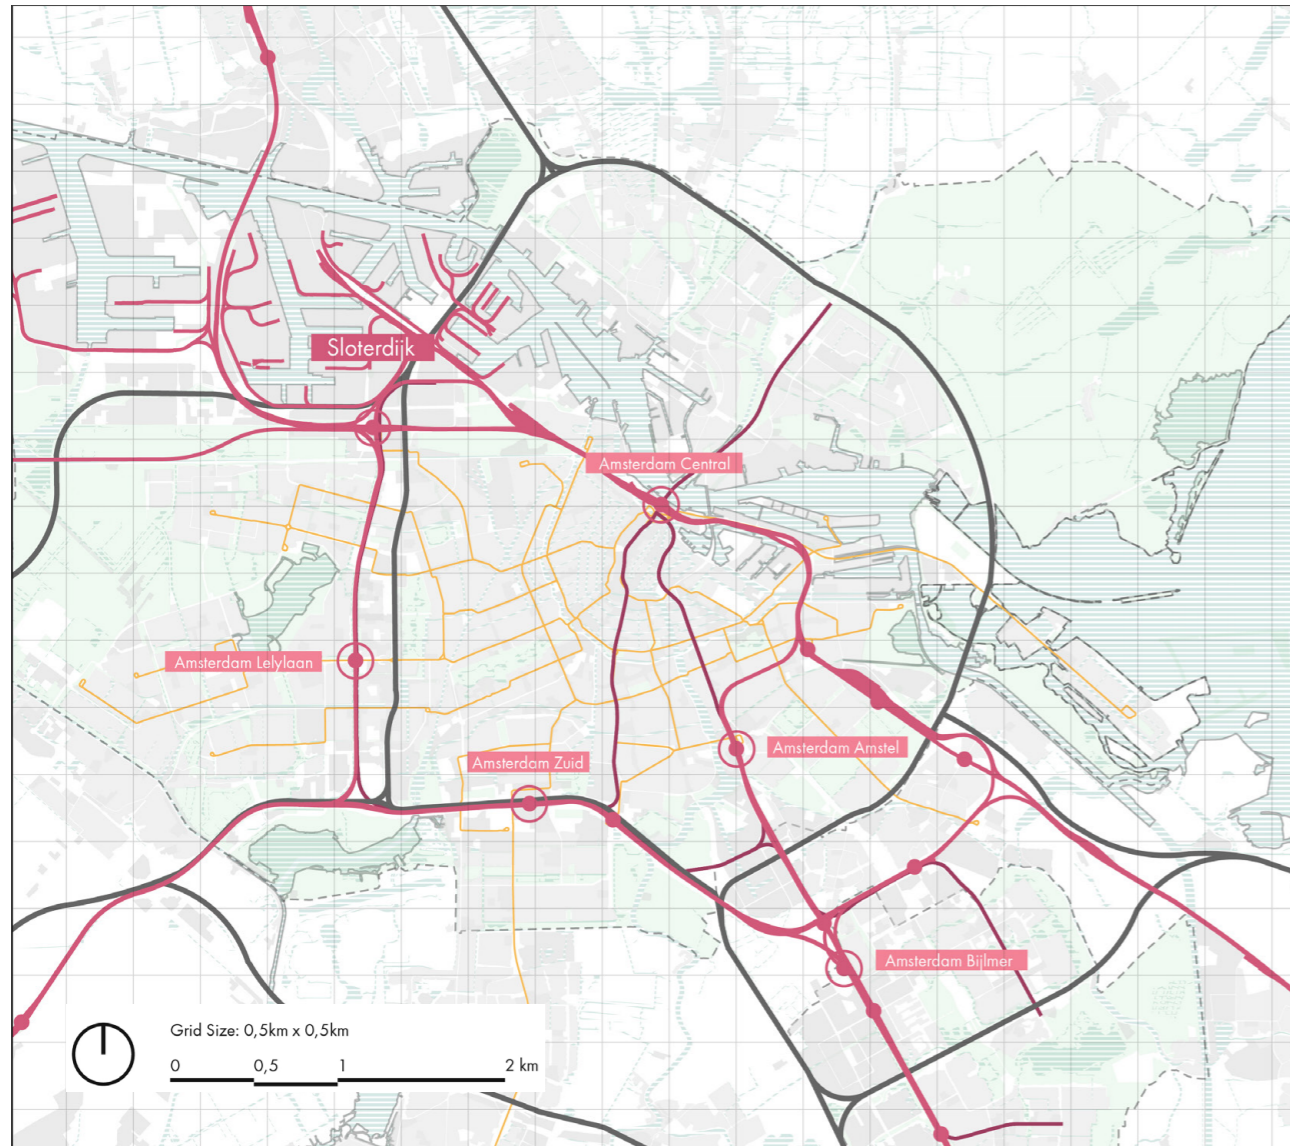 Sloterdijk
Amsterdam Central
Amsterdam Lelylaan
Amsterdam Zuid
Amsterdam Amstel
Amsterdam Bijlmer
Grid Size: 0,5km x 0,5km
0 0,5 1 2 km